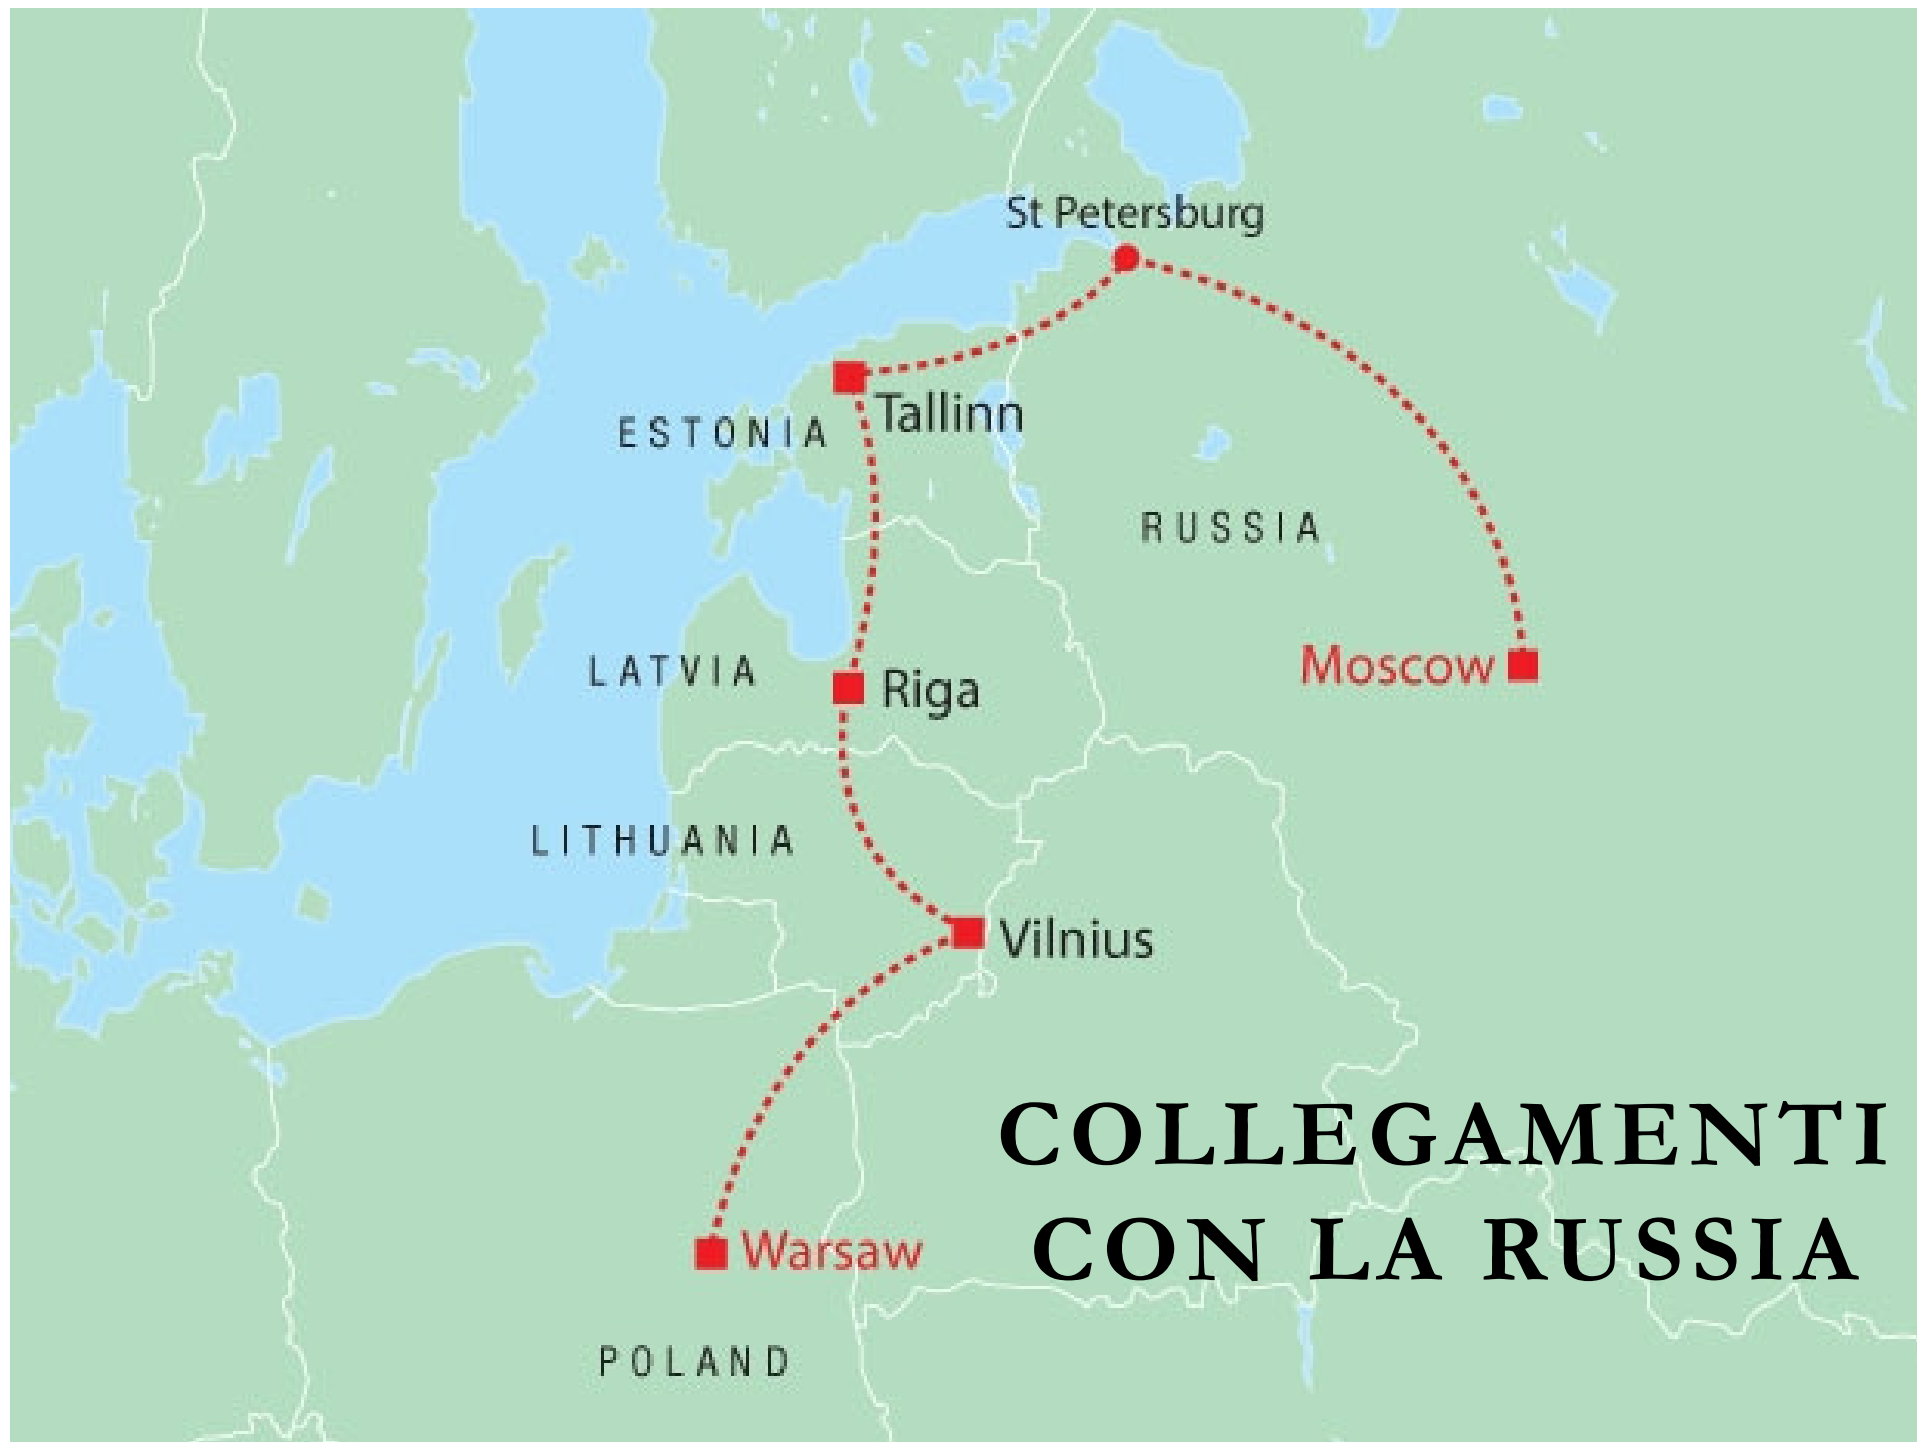 St Petersburg
Tallinn
ESTONIA
RUSSIA
Moscow
LATVIA
Riga
LITHUANIA
Vilnius
COLLEGAMENTI
CON LA RUSSIA
Warsaw
POLAND